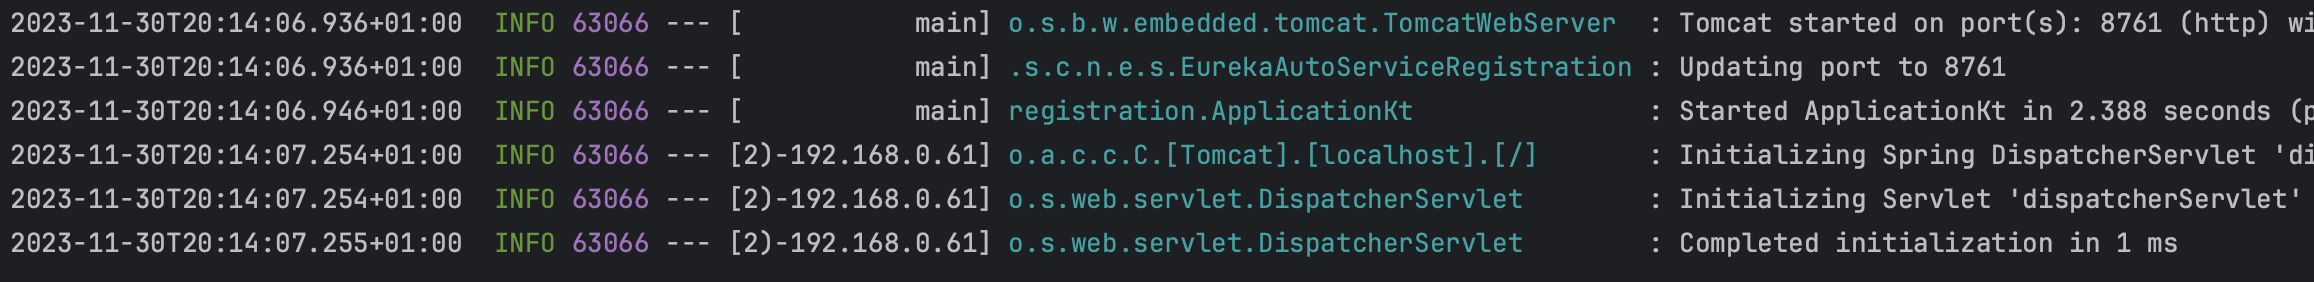 2023-11-30T20:14:06.936+01:00  INFO 63066 --- [           main] o.s.b.w.embedded.tomcat.TomcatWebServer  : Tomcat started on port(s): 8761 (http) wi
2023-11-30T20:14:06.936+01:00  INFO 63066 --- [           main] .s.c.n.e.s.EurekaAutoServiceRegistration : Updating port to 8761
2023-11-30T20:14:06.946+01:00  INFO 63066 --- [           main] registration.ApplicationKt               : Started ApplicationKt in 2.388 seconds (p
2023-11-30T20:14:07.254+01:00  INFO 63066 --- [2)-192.168.0.61] o.a.c.c.C.[Tomcat].[localhost].[/]       : Initializing Spring DispatcherServlet 'di
2023-11-30T20:14:07.254+01:00  INFO 63066 --- [2)-192.168.0.61] o.s.web.servlet.DispatcherServlet        : Initializing Servlet 'dispatcherServlet'
2023-11-30T20:14:07.255+01:00  INFO 63066 --- [2)-192.168.0.61] o.s.web.servlet.DispatcherServlet        : Completed initialization in 1 ms